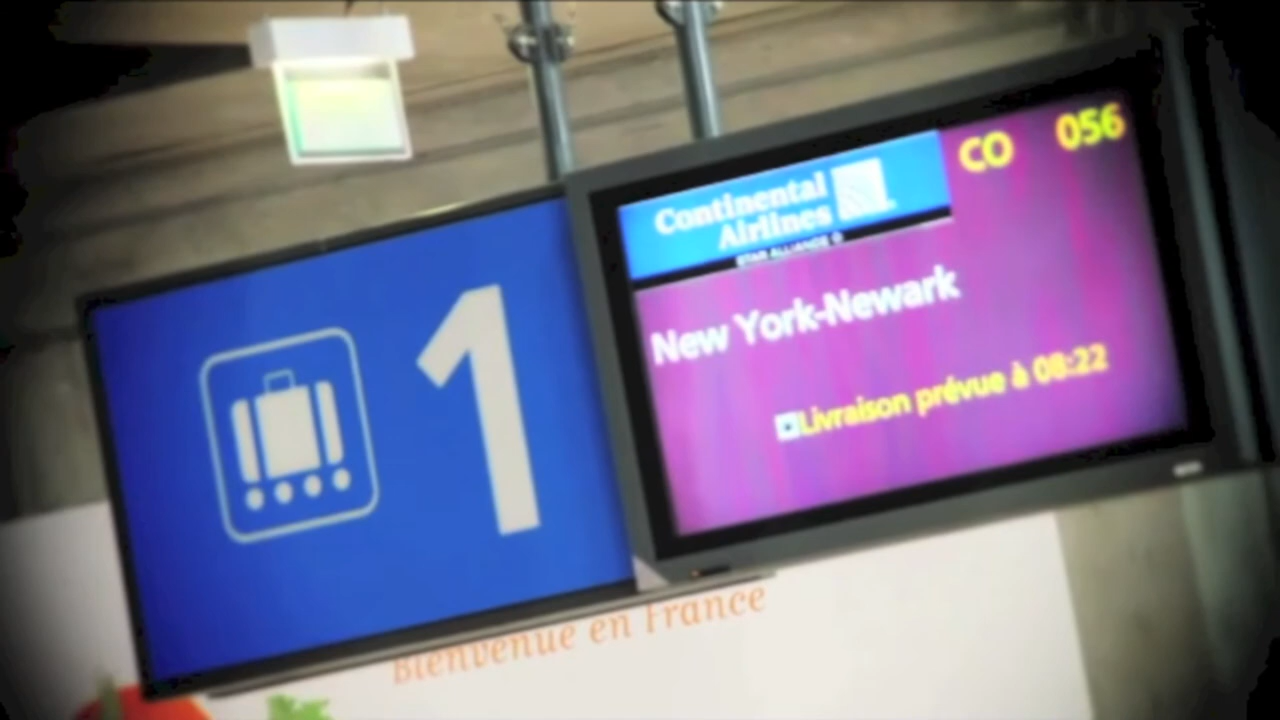 1
Continental
Airlines
STAR ALLIANCE
CO 056
New York-Newark
Livraison prévue à 08:22
Bienvenue en France